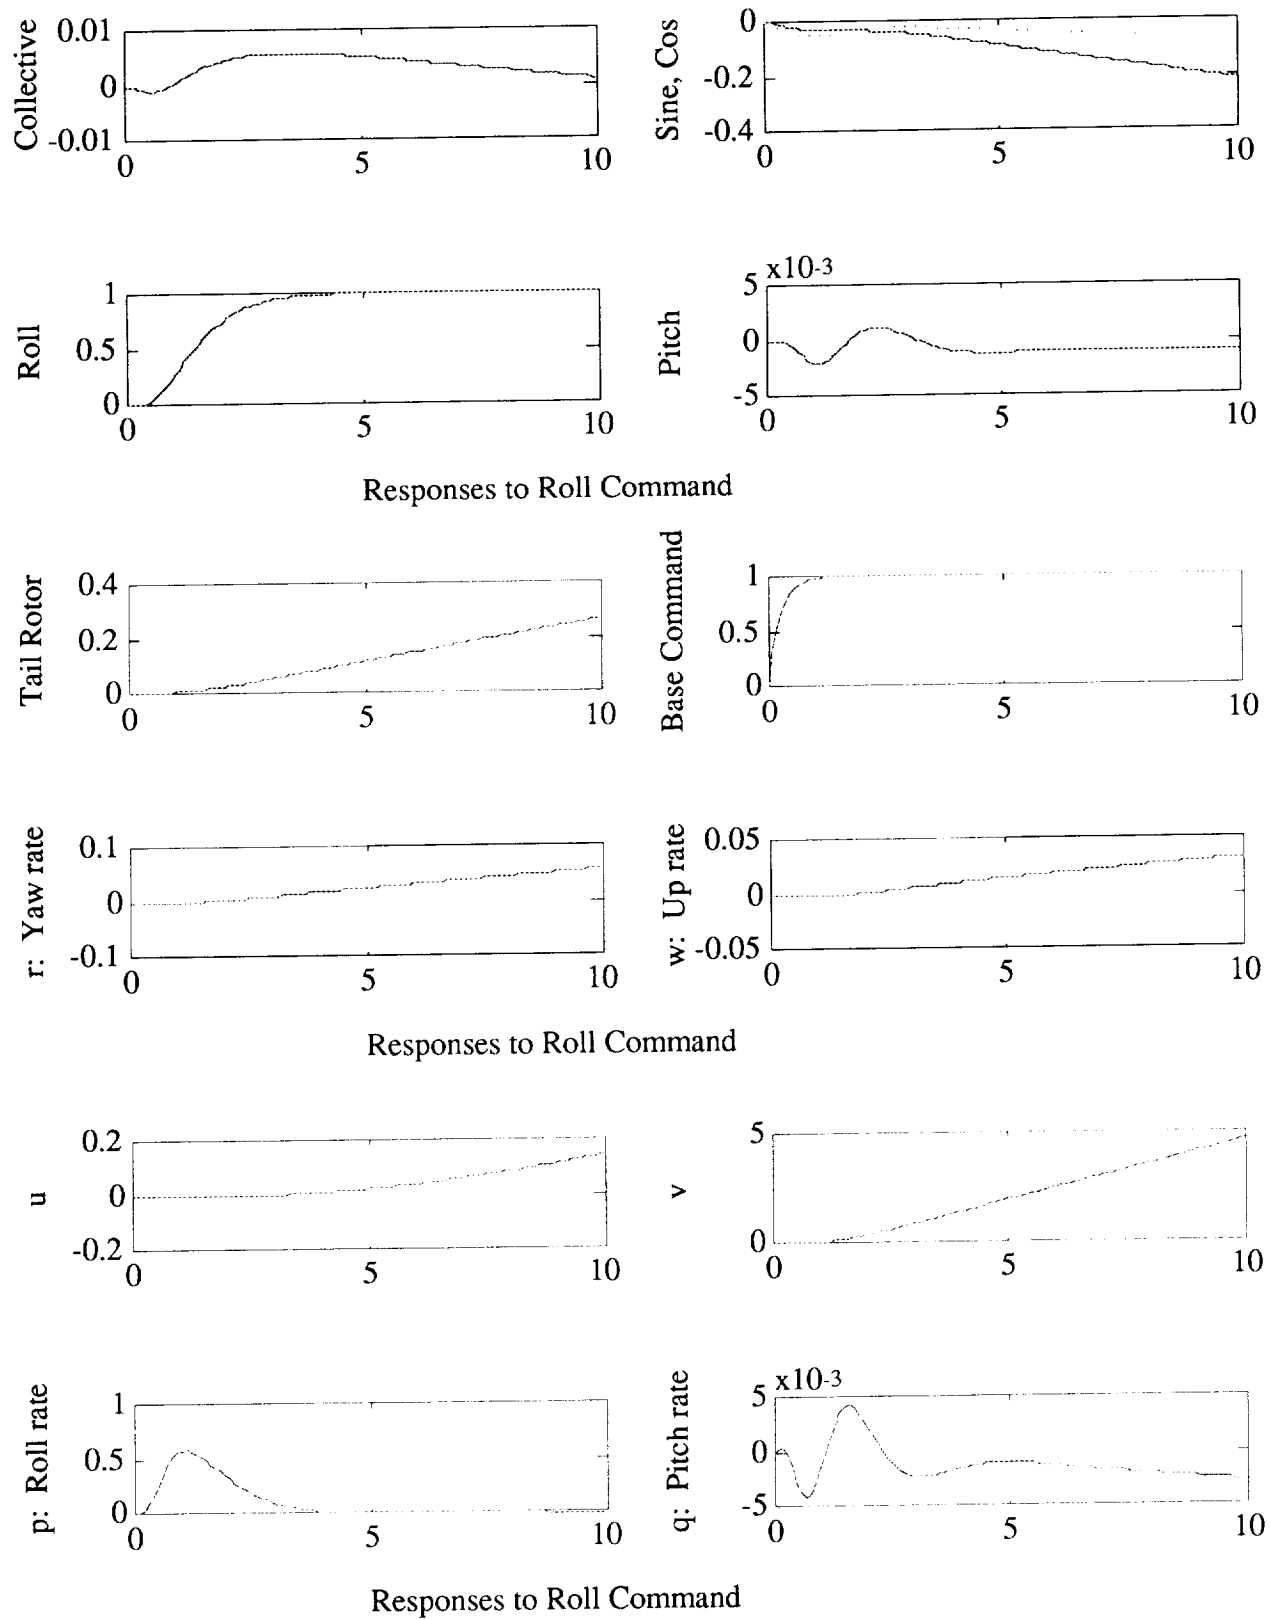 Collective
0.01
0
-0.01
0 5 10
Sine, Cos
0
-0.2
-0.4
0 5 10
Roll
1
0.5
0
0 5 10
Pitch
x10-3
5
0
-5
0 5 10
Responses to Roll Command
Tail Rotor
0.4
0.2
0
0 5 10
Base Command
1
0.5
0
0 5 10
r: Yaw rate
0.1
0
-0.1
0 5 10
w: Up rate
0.05
0
-0.05
0 5 10
Responses to Roll Command
u
0.2
0
-0.2
0 5 10
v
5
0
0 5 10
p: Roll rate
1
0.5
0
0 5 10
q: Pitch rate
x10-3
5
0
-5
0 5 10
Responses to Roll Command